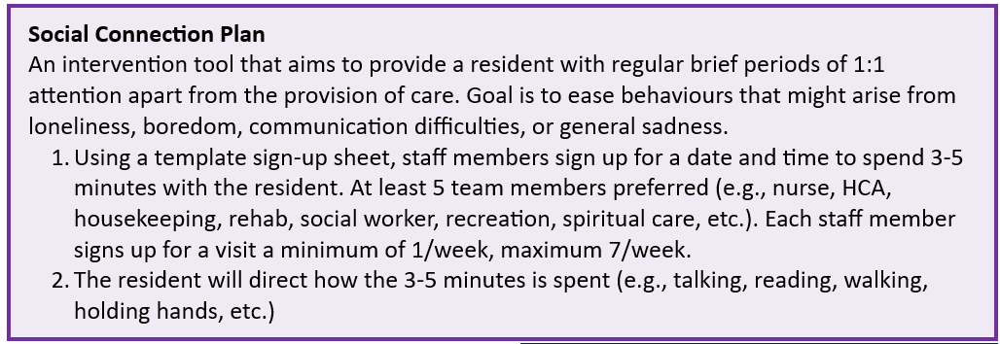 Social Connection Plan
An intervention tool that aims to provide a resident with regular brief periods of 1:1
attention apart from the provision of care. Goal is to ease behaviours that might arise from
loneliness, boredom, communication difficulties, or general sadness.
1. Using a template sign-up sheet, staff members sign up for a date and time to spend 3-5
minutes with the resident. At least 5 team members preferred (e.g., nurse, HCA,
housekeeping, rehab, social worker, recreation, spiritual care, etc.). Each staff member
signs up for a visit a minimum of 1/week, maximum 7/week.
2. The resident will direct how the 3-5 minutes is spent (e.g., talking, reading, walking,
holding hands, etc.)